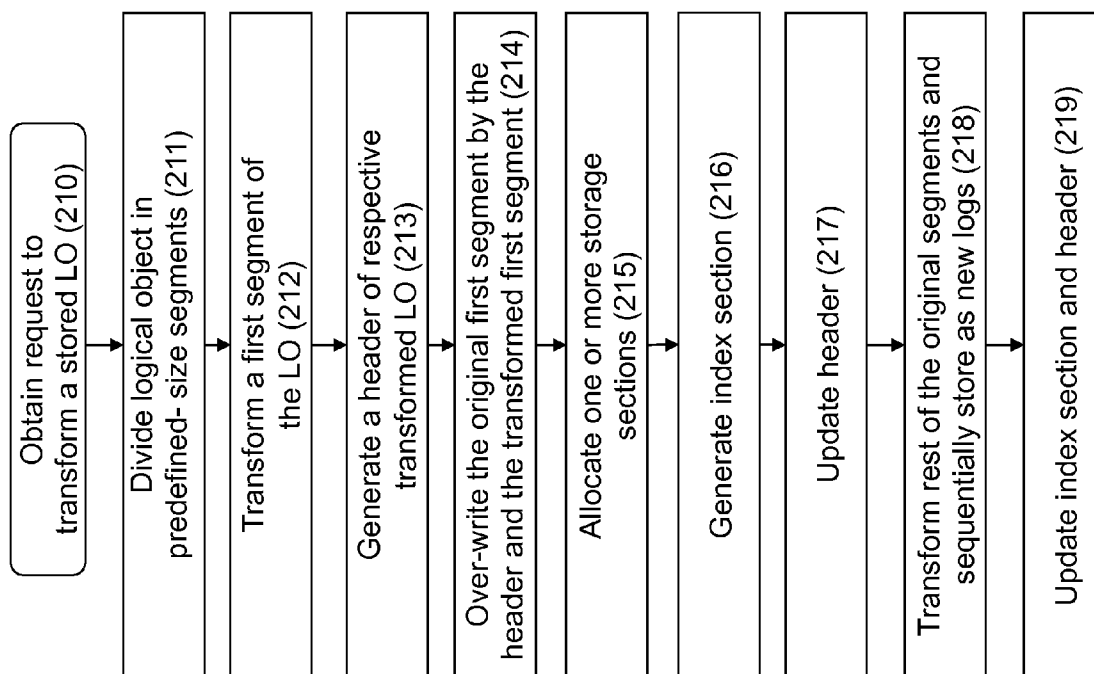 Obtain request to
transform a stored LO (210)
Divide logical object in
predefined- size segments (211)
Transform a first segment of
the LO (212)
Generate a header of respective
transformed LO (213)
Over-write the original first segment by the
header and the transformed first segment (214)
Allocate one or more storage
sections (215)
Generate index section (216)
Update header (217)
Transform rest of the original segments and
sequentially store as new logs (218)
Update index section and header (219)